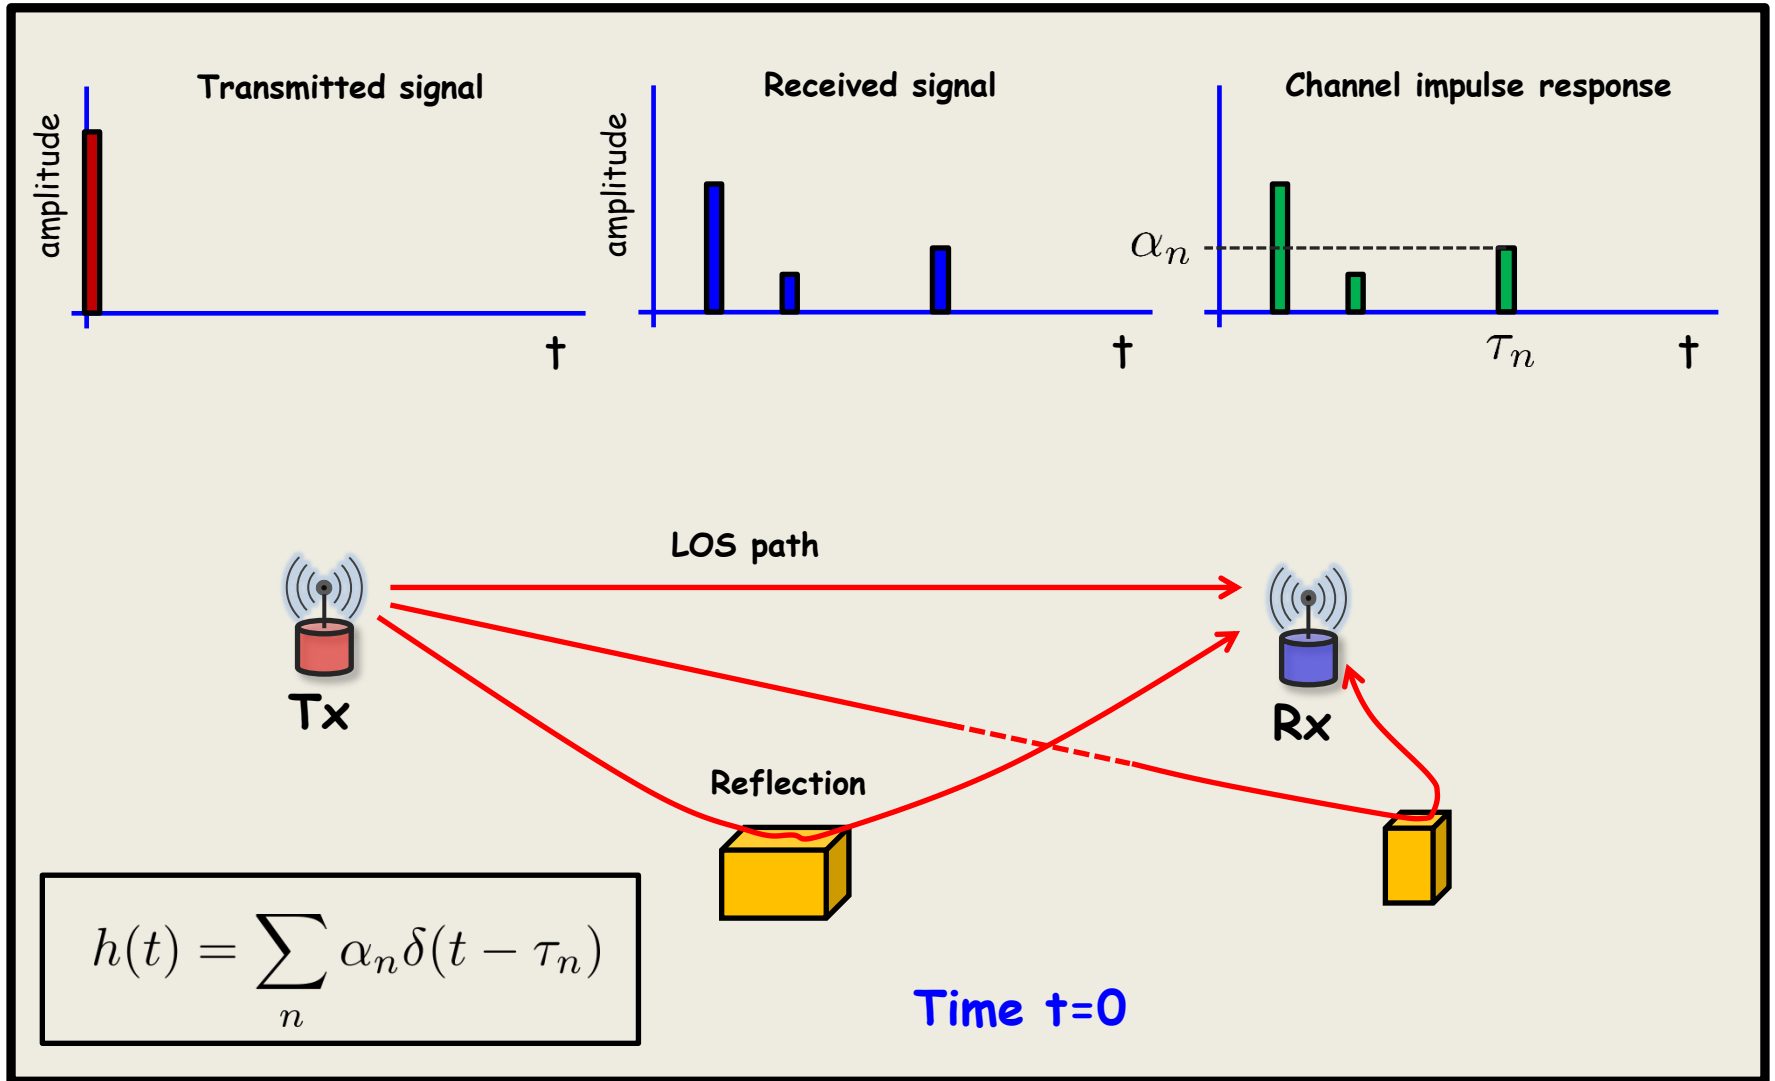 Transmitted signal
Received signal
Channel impulse response
amplitude
amplitude
αₙ
t
t
τₙ
t
LOS path
Tx
Rx
Reflection
h(t) = ∑ₙ αₙδ(t − τₙ)
Time t=0